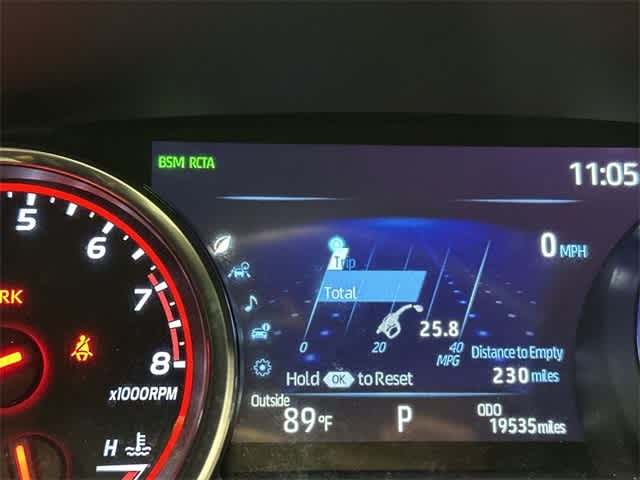 BSM RCTA
11:05
5
6
7
8
RK
x1000RPM
H
0 MPH
Trip
Total
25.8
0 20 40
MPG
Distance to Empty
230 miles
Hold OK to Reset
Outside
89°F
P
ODO
19535 miles